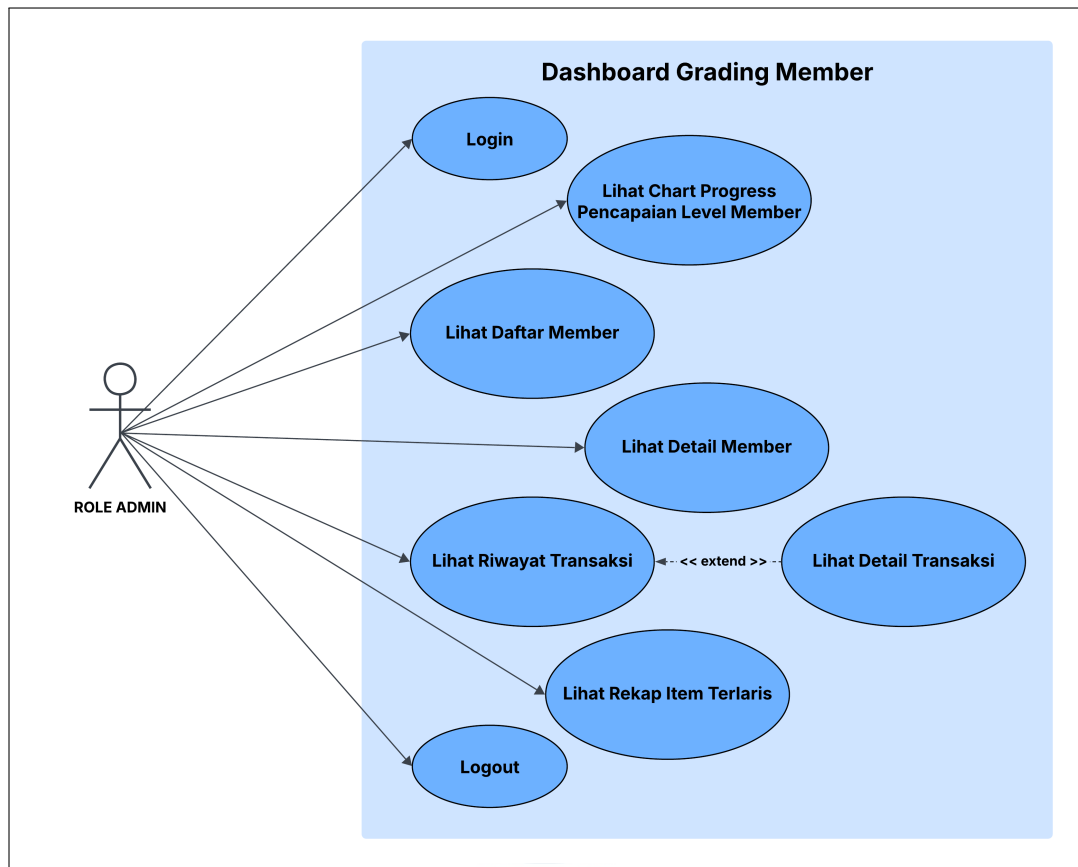 Dashboard Grading Member
Login
Lihat Chart Progress
Pencapaian Level Member
Lihat Daftar Member
Lihat Detail Member
ROLE ADMIN
Lihat Riwayat Transaksi
<< extend >>
Lihat Detail Transaksi
Lihat Rekap Item Terlaris
Logout